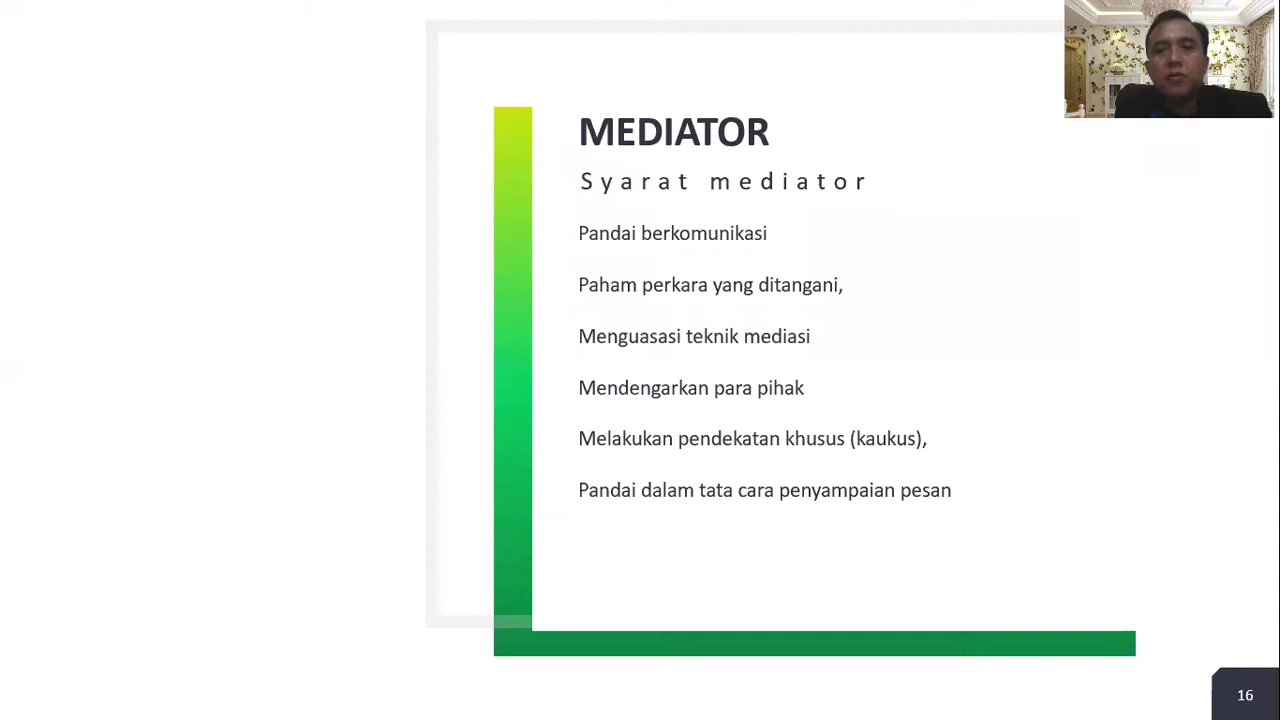 MEDIATOR
Syarat mediator
Pandai berkomunikasi
Paham perkara yang ditangani,
Menguasasi teknik mediasi
Mendengarkan para pihak
Melakukan pendekatan khusus (kaukus),
Pandai dalam tata cara penyampaian pesan
16